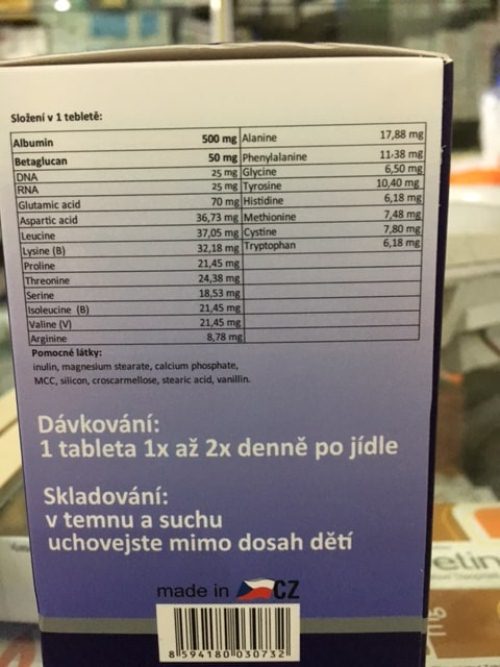 Složení v 1 tebletě:
Albumin 500 mg Alanine 17,88 mg
Betaglucan 50 mg Phenylalanine 11-38 mg
DNA 25 mg Glycine 6,50 mg
RNA 25 mg Tyrosine 10,40 mg
Glutamic acid 70 mg Histidine 6,18 mg
Aspartic acid 36,73 mg Methionine 7,48 mg
Leucine 37,05 mg Cystine 7,80 mg
Lysine (B) 32,18 mg Tryptophan 6,18 mg
Proline 21,45 mg
Threonine 24,38 mg
Serine 18,53 mg
Isoleucine (B) 21,45 mg
Valine (V) 21,45 mg
Arginine 8,78 mg
Pomocné látky:
inulin, magnesium stearate, calcium phosphate,
MCC, silicon, croscarmellose, stearic acid, vanillin.
Dávkování:
1 tableta 1x až 2x denně po jídle
Skladování:
v temnu a suchu
uchovejste mimo dosah dětí
made in CZ
8 594180 030732
etin